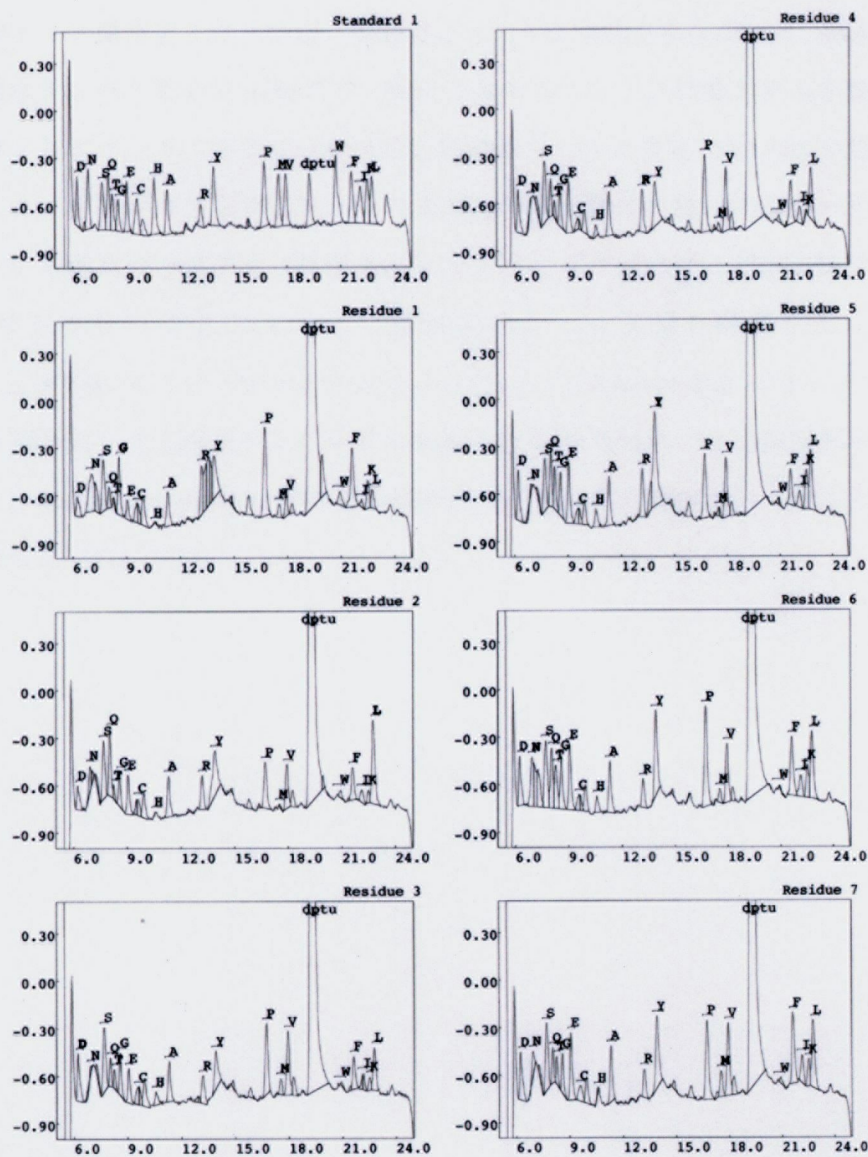 Standard 1
0.30
0.00
-0.30
-0.60
-0.90
D N S Q T G E C H A R Y P M V dptu W F I K L
6.0 9.0 12.0 15.0 18.0 21.0 24.0
Residue 1
0.30
0.00
-0.30
-0.60
-0.90
D N S Q T G E C H A R Y P M V dptu W F I K L
6.0 9.0 12.0 15.0 18.0 21.0 24.0
Residue 2
0.30
0.00
-0.30
-0.60
-0.90
D N S Q T G E C H A R Y P M V dptu W F I K L
6.0 9.0 12.0 15.0 18.0 21.0 24.0
Residue 3
0.30
0.00
-0.30
-0.60
-0.90
D N S Q T G E C H A R Y P M V dptu W F I K L
6.0 9.0 12.0 15.0 18.0 21.0 24.0
Residue 4
0.30
0.00
-0.30
-0.60
-0.90
D N S Q T G E C H A R Y P M V dptu W F I K L
6.0 9.0 12.0 15.0 18.0 21.0 24.0
Residue 5
0.30
0.00
-0.30
-0.60
-0.90
D N S Q T G E C H A R Y P M V dptu W F I K L
6.0 9.0 12.0 15.0 18.0 21.0 24.0
Residue 6
0.30
0.00
-0.30
-0.60
-0.90
D N S Q T G E C H A R Y P M V dptu W F I K L
6.0 9.0 12.0 15.0 18.0 21.0 24.0
Residue 7
0.30
0.00
-0.30
-0.60
-0.90
D N S Q T G E C H A R Y P M V dptu W F I K L
6.0 9.0 12.0 15.0 18.0 21.0 24.0